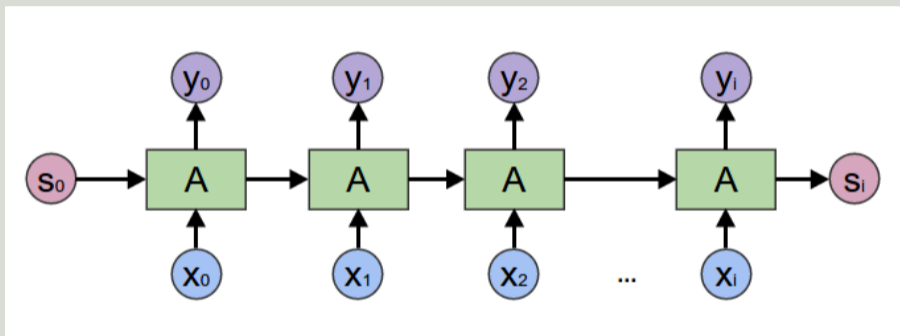 y₀ y₁ y₂ yᵢ
s₀ A A A A sᵢ
x₀ x₁ x₂ ... xᵢ